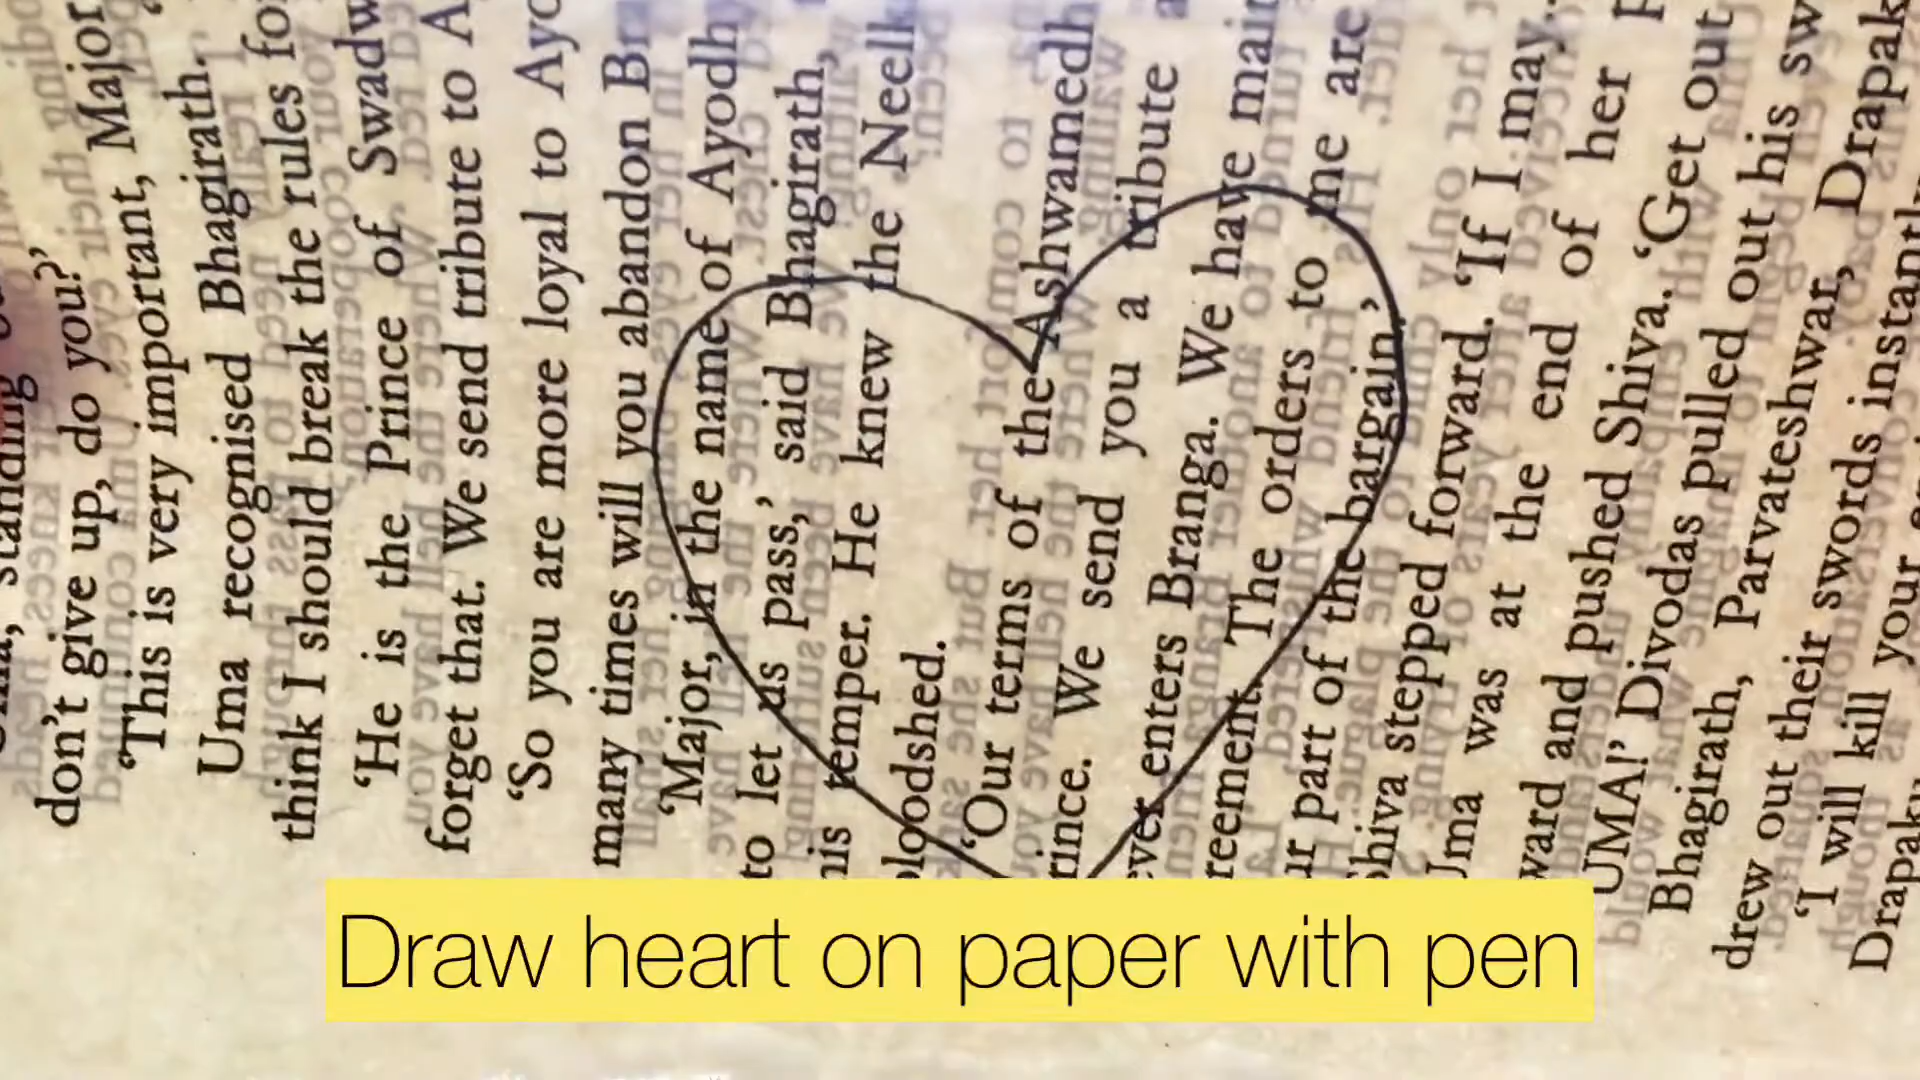 don't give up, do you?'
'This is very important, Major
Uma recognised Bhagirath.
think I should break the rules for
'He is the Prince of Swadw
forget that. We send tribute to A
'So you are more loyal to Ayo
many times will you abandon Br
'Major, in the name of Ayodh
to let us pass,' said Bhagirath,
his temper. He knew the Neelk
bloodshed.
'Our terms of the Ashwamedh
rince. We send you a tribute a
ever enters Branga. We have main
reement. The orders to me are
ur part of the bargain.'
Shiva stepped forward. 'If I may...
Uma was at the end of her p
ward and pushed Shiva. 'Get out
UMA!' Divodas pulled out his sw
Bhagirath, Parvateshwar, Drapak
drew out their swords instantly
'I will kill your
Drapaku
Draw heart on paper with pen